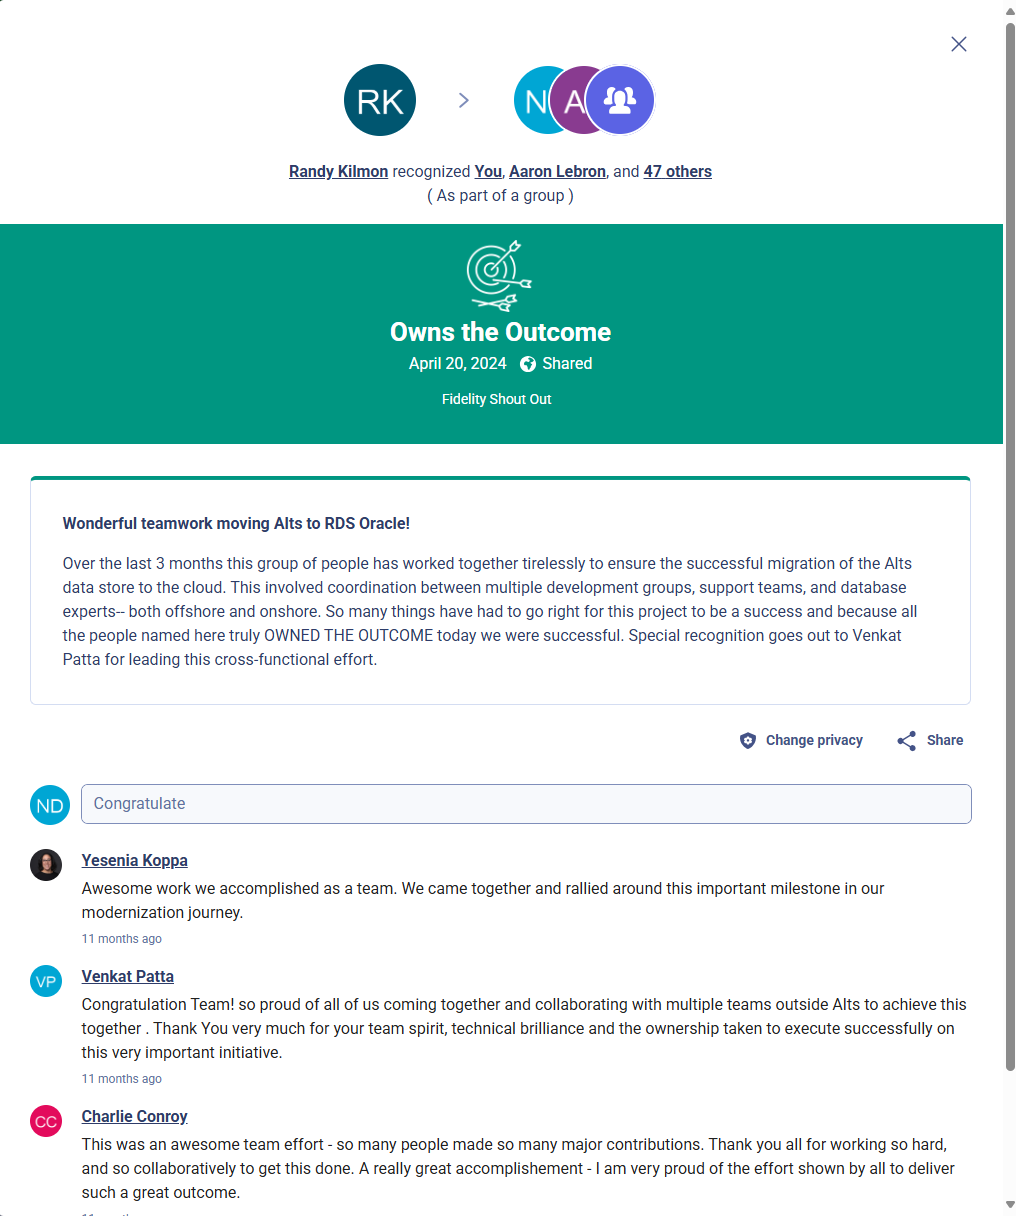 RK
N
A
Randy Kilmon recognized You, Aaron Lebron, and 47 others
( As part of a group )
Owns the Outcome
April 20, 2024 Shared
Fidelity Shout Out
Wonderful teamwork moving Alts to RDS Oracle!
Over the last 3 months this group of people has worked together tirelessly to ensure the successful migration of the Alts
data store to the cloud. This involved coordination between multiple development groups, support teams, and database
experts-- both offshore and onshore. So many things have had to go right for this project to be a success and because all
the people named here truly OWNED THE OUTCOME today we were successful. Special recognition goes out to Venkat
Patta for leading this cross-functional effort.
Change privacy Share
ND Congratulate
Yesenia Koppa
Awesome work we accomplished as a team. We came together and rallied around this important milestone in our
modernization journey.
11 months ago
VP Venkat Patta
Congratulation Team! so proud of all of us coming together and collaborating with multiple teams outside Alts to achieve this
together . Thank You very much for your team spirit, technical brilliance and the ownership taken to execute successfully on
this very important initiative.
11 months ago
CC Charlie Conroy
This was an awesome team effort - so many people made so many major contributions. Thank you all for working so hard,
and so collaboratively to get this done. A really great accomplishement - I am very proud of the effort shown by all to deliver
such a great outcome.